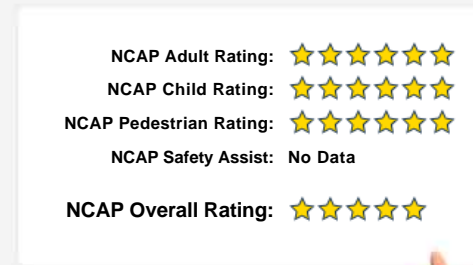 NCAP Adult Rating:
NCAP Child Rating:
NCAP Pedestrian Rating:
NCAP Safety Assist: No Data
NCAP Overall Rating: